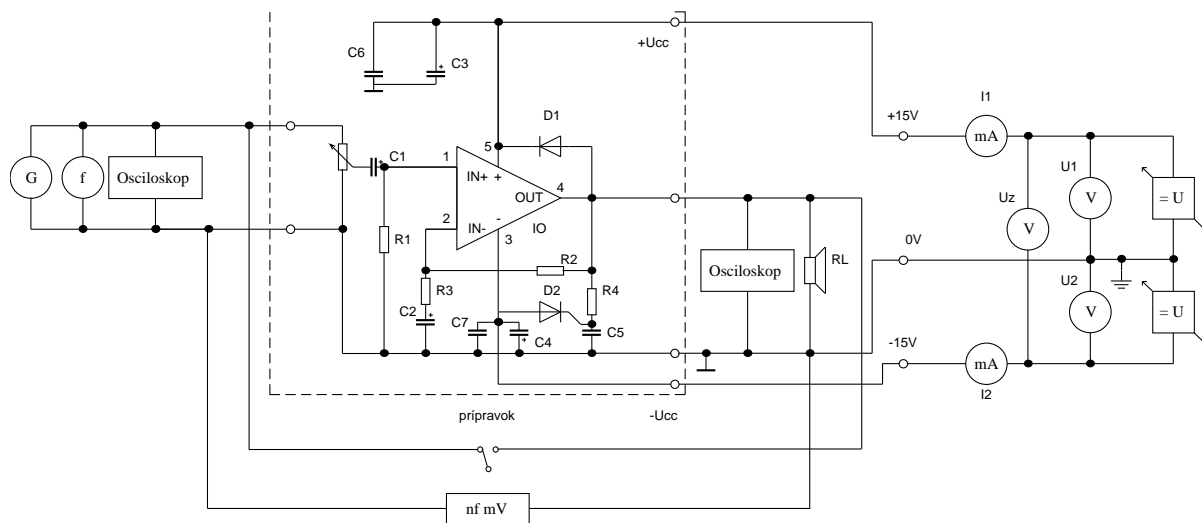 C6
C3
+
+Ucc
I1
+15V
mA
D1
5
G
f
Osciloskop
C1
+
1
IN+
+
OUT
4
2
IN-
-
IO
3
R1
R2
R3
D2
R4
C2
+
C7
C4
+
C5
Osciloskop
RL
U1
Uz
V
V
= U
0V
U2
V
= U
-15V
mA
I2
prípravok
-Ucc
nf mV